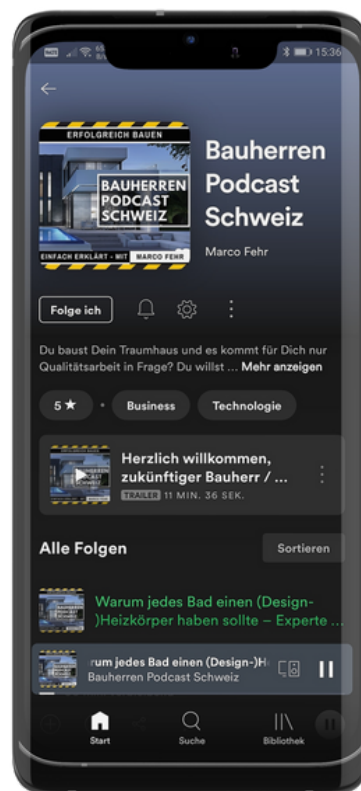 15:36
ERFOLGREICH BAUEN
BAUHERREN
PODCAST
SCHWEIZ
EINFACH ERKLÄRT - MIT MARCO FEHR
Bauherren
Podcast
Schweiz
Marco Fehr
Folge ich
Du baust Dein Traumhaus und es kommt für Dich nur
Qualitätsarbeit in Frage? Du willst ... Mehr anzeigen
5 ★ • Business Technologie
Herzlich willkommen,
zukünftiger Bauherr / ...
TRAILER 11 MIN. 36 SEK.
Alle Folgen
Sortieren
Warum jedes Bad einen (Design-
)Heizkörper haben sollte – Experte ...
rum jedes Bad einen (Design-)H
Bauherren Podcast Schweiz
Start
Suche
Bibliothek